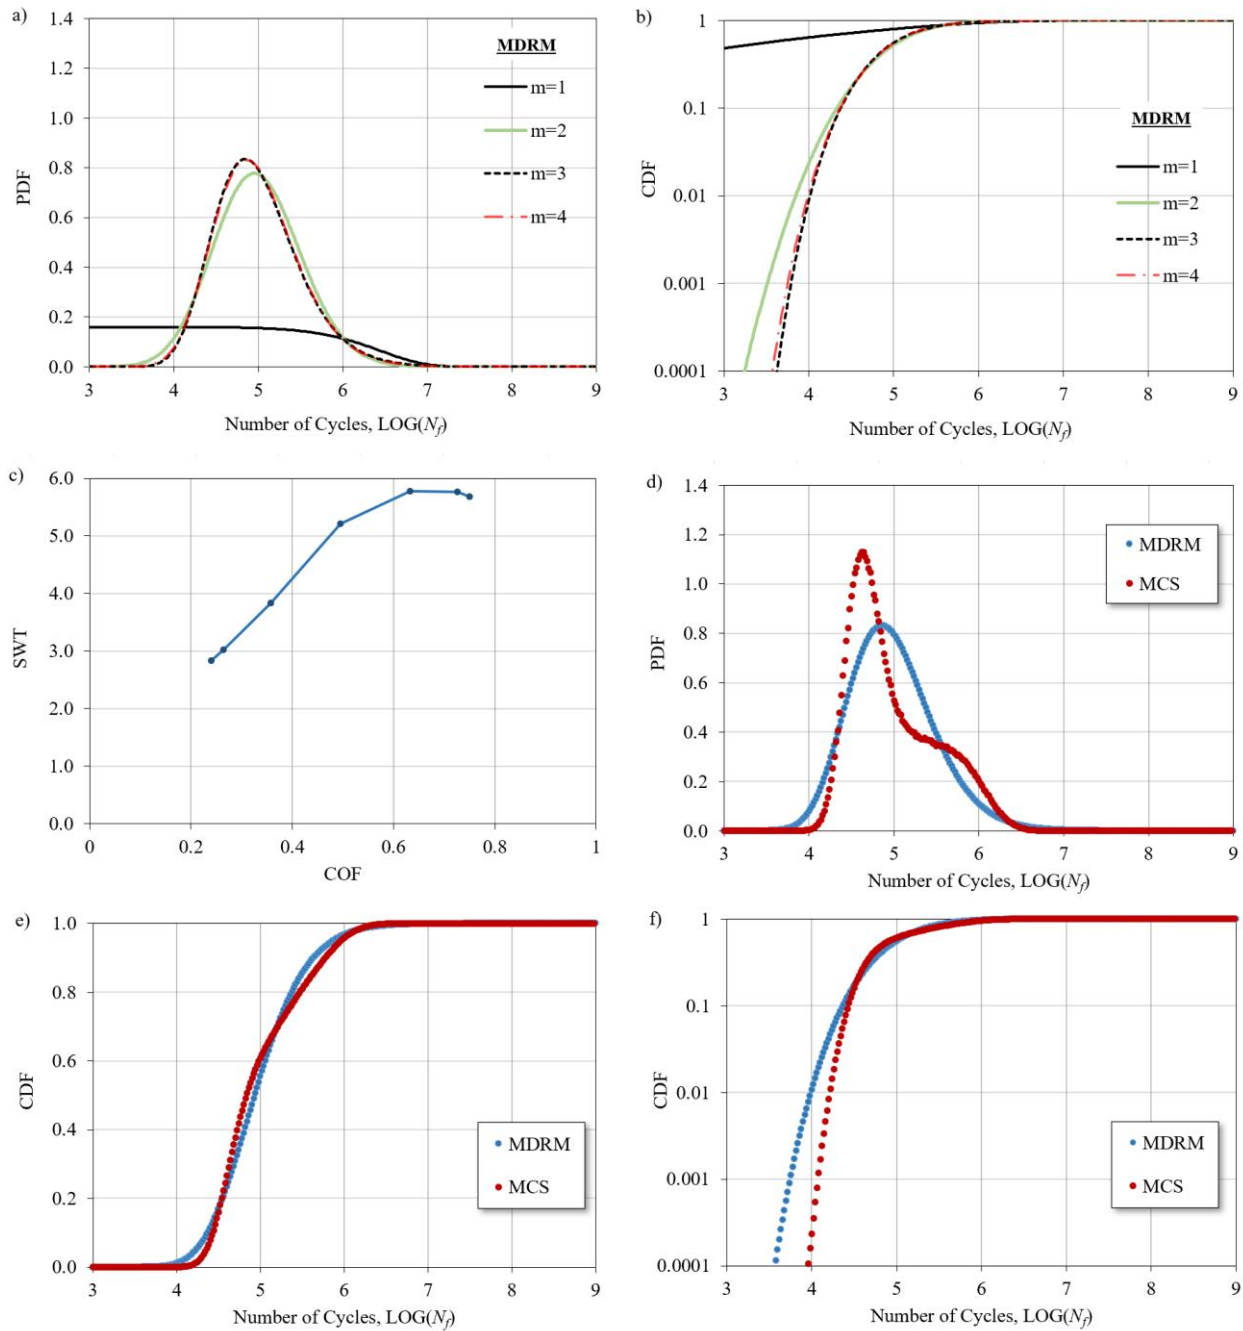 a)
1.4
1.2
1.0
0.8
0.6
0.4
0.2
0.0
PDF
3 4 5 6 7 8 9
Number of Cycles, LOG(Nf)
MDRM
m=1
m=2
m=3
m=4
b)
1
0.1
0.01
0.001
0.0001
CDF
3 4 5 6 7 8 9
Number of Cycles, LOG(Nf)
MDRM
m=1
m=2
m=3
m=4
c)
6.0
5.0
4.0
3.0
2.0
1.0
0.0
SWT
0 0.2 0.4 0.6 0.8 1
COF
d)
1.4
1.2
1.0
0.8
0.6
0.4
0.2
0.0
PDF
3 4 5 6 7 8 9
Number of Cycles, LOG(Nf)
MDRM
MCS
e)
1.0
0.8
0.6
0.4
0.2
0.0
CDF
3 4 5 6 7 8 9
Number of Cycles, LOG(Nf)
MDRM
MCS
f)
1
0.1
0.01
0.001
0.0001
CDF
3 4 5 6 7 8 9
Number of Cycles, LOG(Nf)
MDRM
MCS